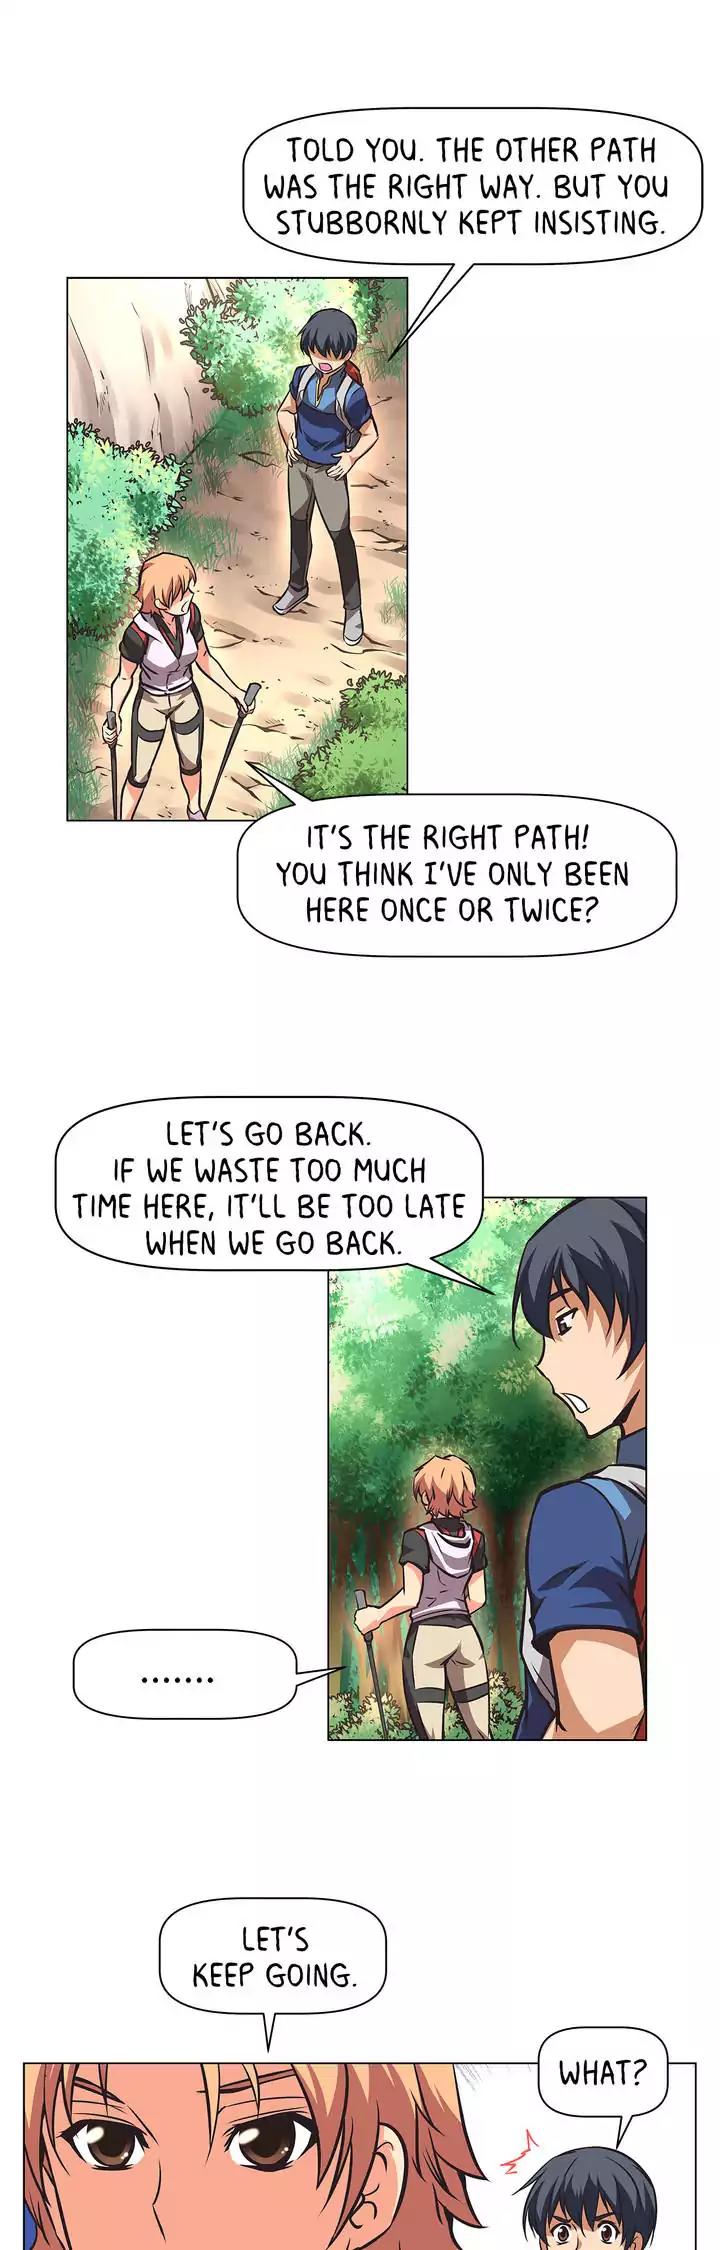 TOLD YOU. THE OTHER PATH
WAS THE RIGHT WAY. BUT YOU
STUBBORNLY KEPT INSISTING.
IT'S THE RIGHT PATH!
YOU THINK I'VE ONLY BEEN
HERE ONCE OR TWICE?
LET'S GO BACK.
IF WE WASTE TOO MUCH
TIME HERE, IT'LL BE TOO LATE
WHEN WE GO BACK.
.......
LET'S
KEEP GOING.
WHAT?